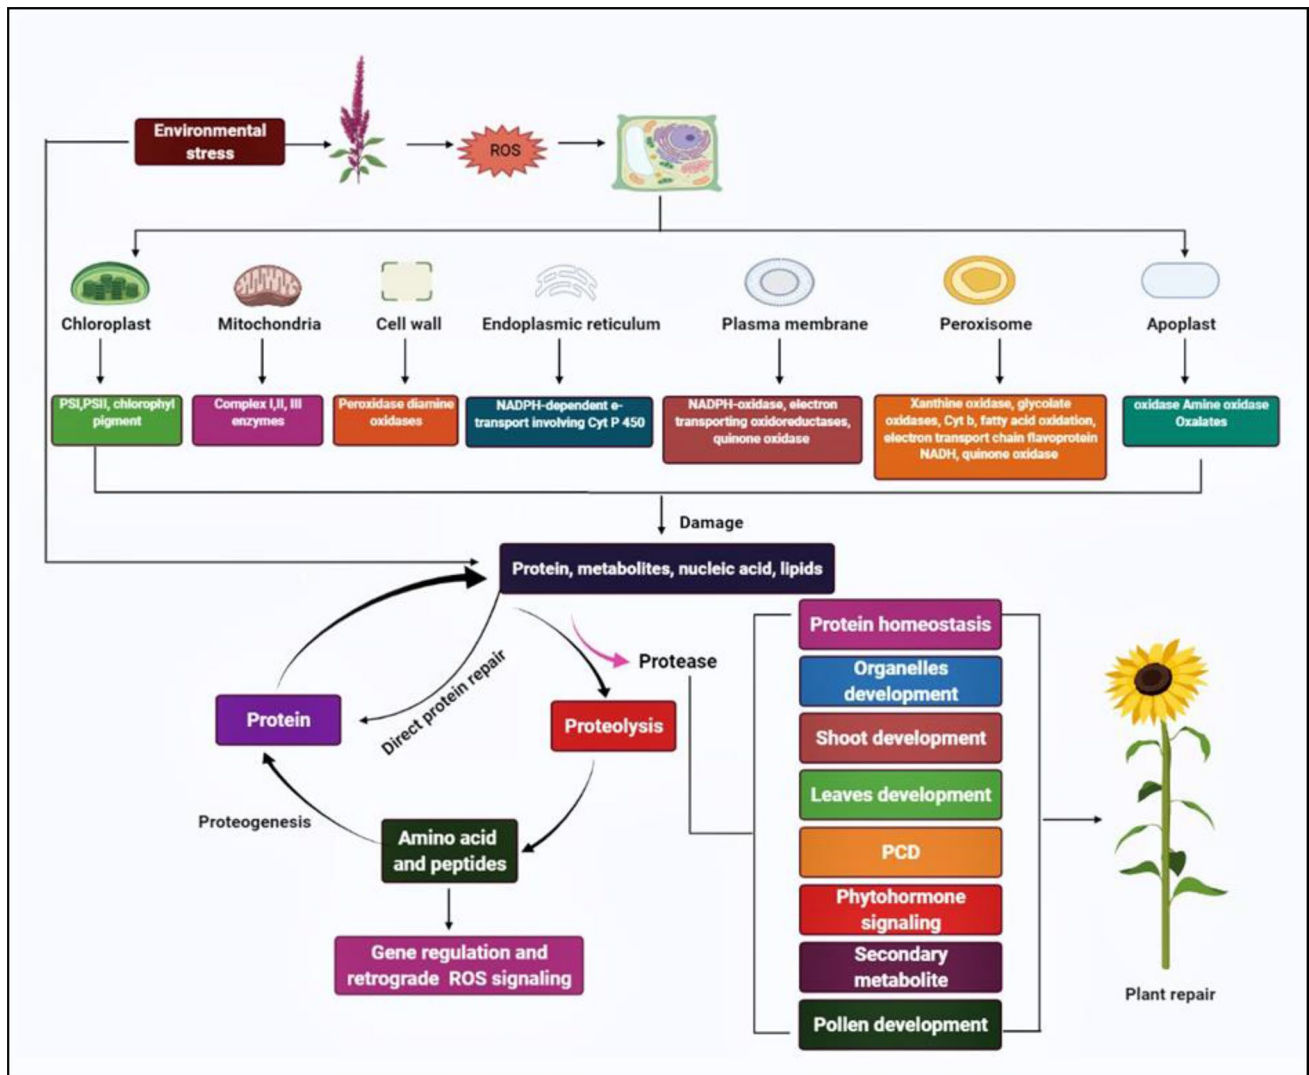 Environmental
stress
ROS
Chloroplast
Mitochondria
Cell wall
Endoplasmic reticulum
Plasma membrane
Peroxisome
Apoplast
PSI,PSII, chlorophyl
pigment
Complex I,II, III
enzymes
Peroxidase diamine
oxidases
NADPH-dependent e-
transport involving Cyt P 450
NADPH-oxidase, electron
transporting oxidoreductases,
quinone oxidase
Xanthine oxidase, glycolate
oxidases, Cyt b, fatty acid oxidation,
electron transport chain flavoprotein
NADH, quinone oxidase
oxidase Amine oxidase
Oxalates
Damage
Protein, metabolites, nucleic acid, lipids
Direct protein repair
Protease
Protein
Proteolysis
Proteogenesis
Amino acid
and peptides
Gene regulation and
retrograde ROS signaling
Protein homeostasis
Organelles
development
Shoot development
Leaves development
PCD
Phytohormone
signaling
Secondary
metabolite
Pollen development
Plant repair